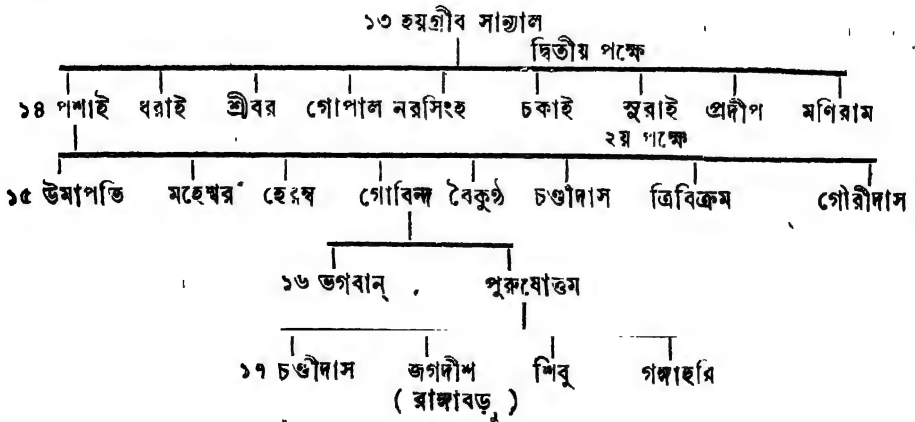 ১৩ হয়গ্রীব সান্যাল
দ্বিতীয় পক্ষে
১৪ পশাই ধরাই শ্রীবর গোপাল নরসিংহ চকাই সুরাই প্রদীপ মণিরাম
২য় পক্ষে
১৫ উমাপতি মহেশ্বর হেরম্ব গোবিন্দ বৈকুণ্ঠ চণ্ডীদাস ত্রিবিক্রম গৌরীদাস
১৬ ভগবান্ পুরুষোত্তম
১৭ চণ্ডীদাস জগদীশ শিবু গঙ্গাহরি
( রাঙ্গাবড়ু )